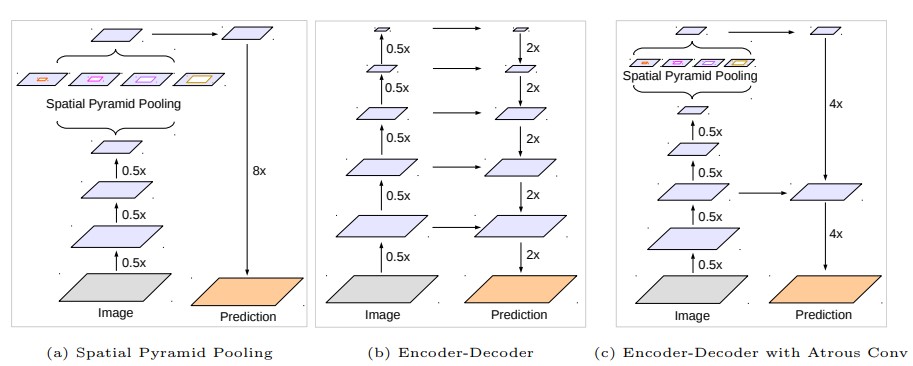 Spatial Pyramid Pooling
0.5x
0.5x
0.5x
8x
Image
Prediction
(a) Spatial Pyramid Pooling
0.5x
0.5x
0.5x
0.5x
0.5x
2x
2x
2x
2x
2x
Image
Prediction
(b) Encoder-Decoder
Spatial Pyramid Pooling
0.5x
0.5x
0.5x
0.5x
4x
4x
Image
Prediction
(c) Encoder-Decoder with Atrous Conv